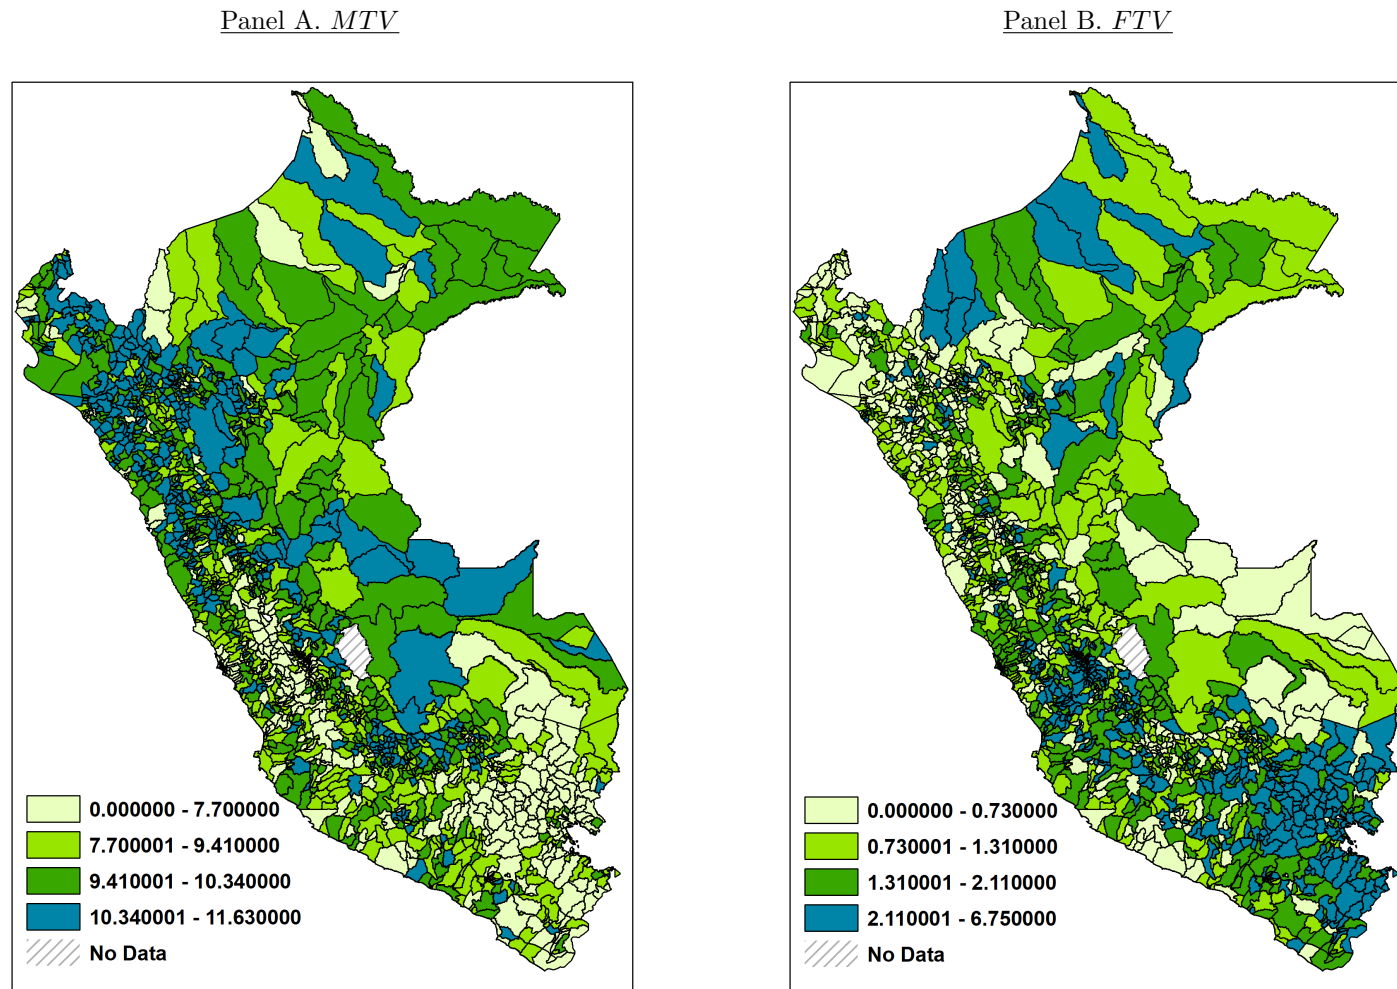 Panel A. MTV
0.000000 - 7.700000
7.700001 - 9.410000
9.410001 - 10.340000
10.340001 - 11.630000
No Data
Panel B. FTV
0.000000 - 0.730000
0.730001 - 1.310000
1.310001 - 2.110000
2.110001 - 6.750000
No Data